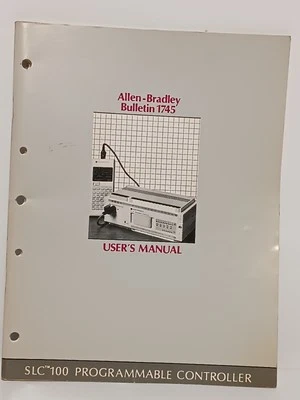 Allen-Bradley
Bulletin 1745
USER'S MANUAL
SLC™100 PROGRAMMABLE CONTROLLER